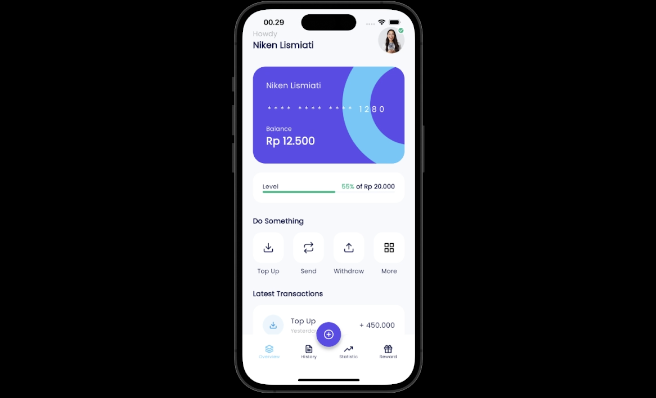 00.29
Howdy
Niken Lismiati
Niken Lismiati
**** **** **** 1280
Balance
Rp 12.500
Level 55% of Rp 20.000
Do Something
Top Up Send Withdraw More
Latest Transactions
Top Up + 450.000
Yesterday
History Statistic Reward